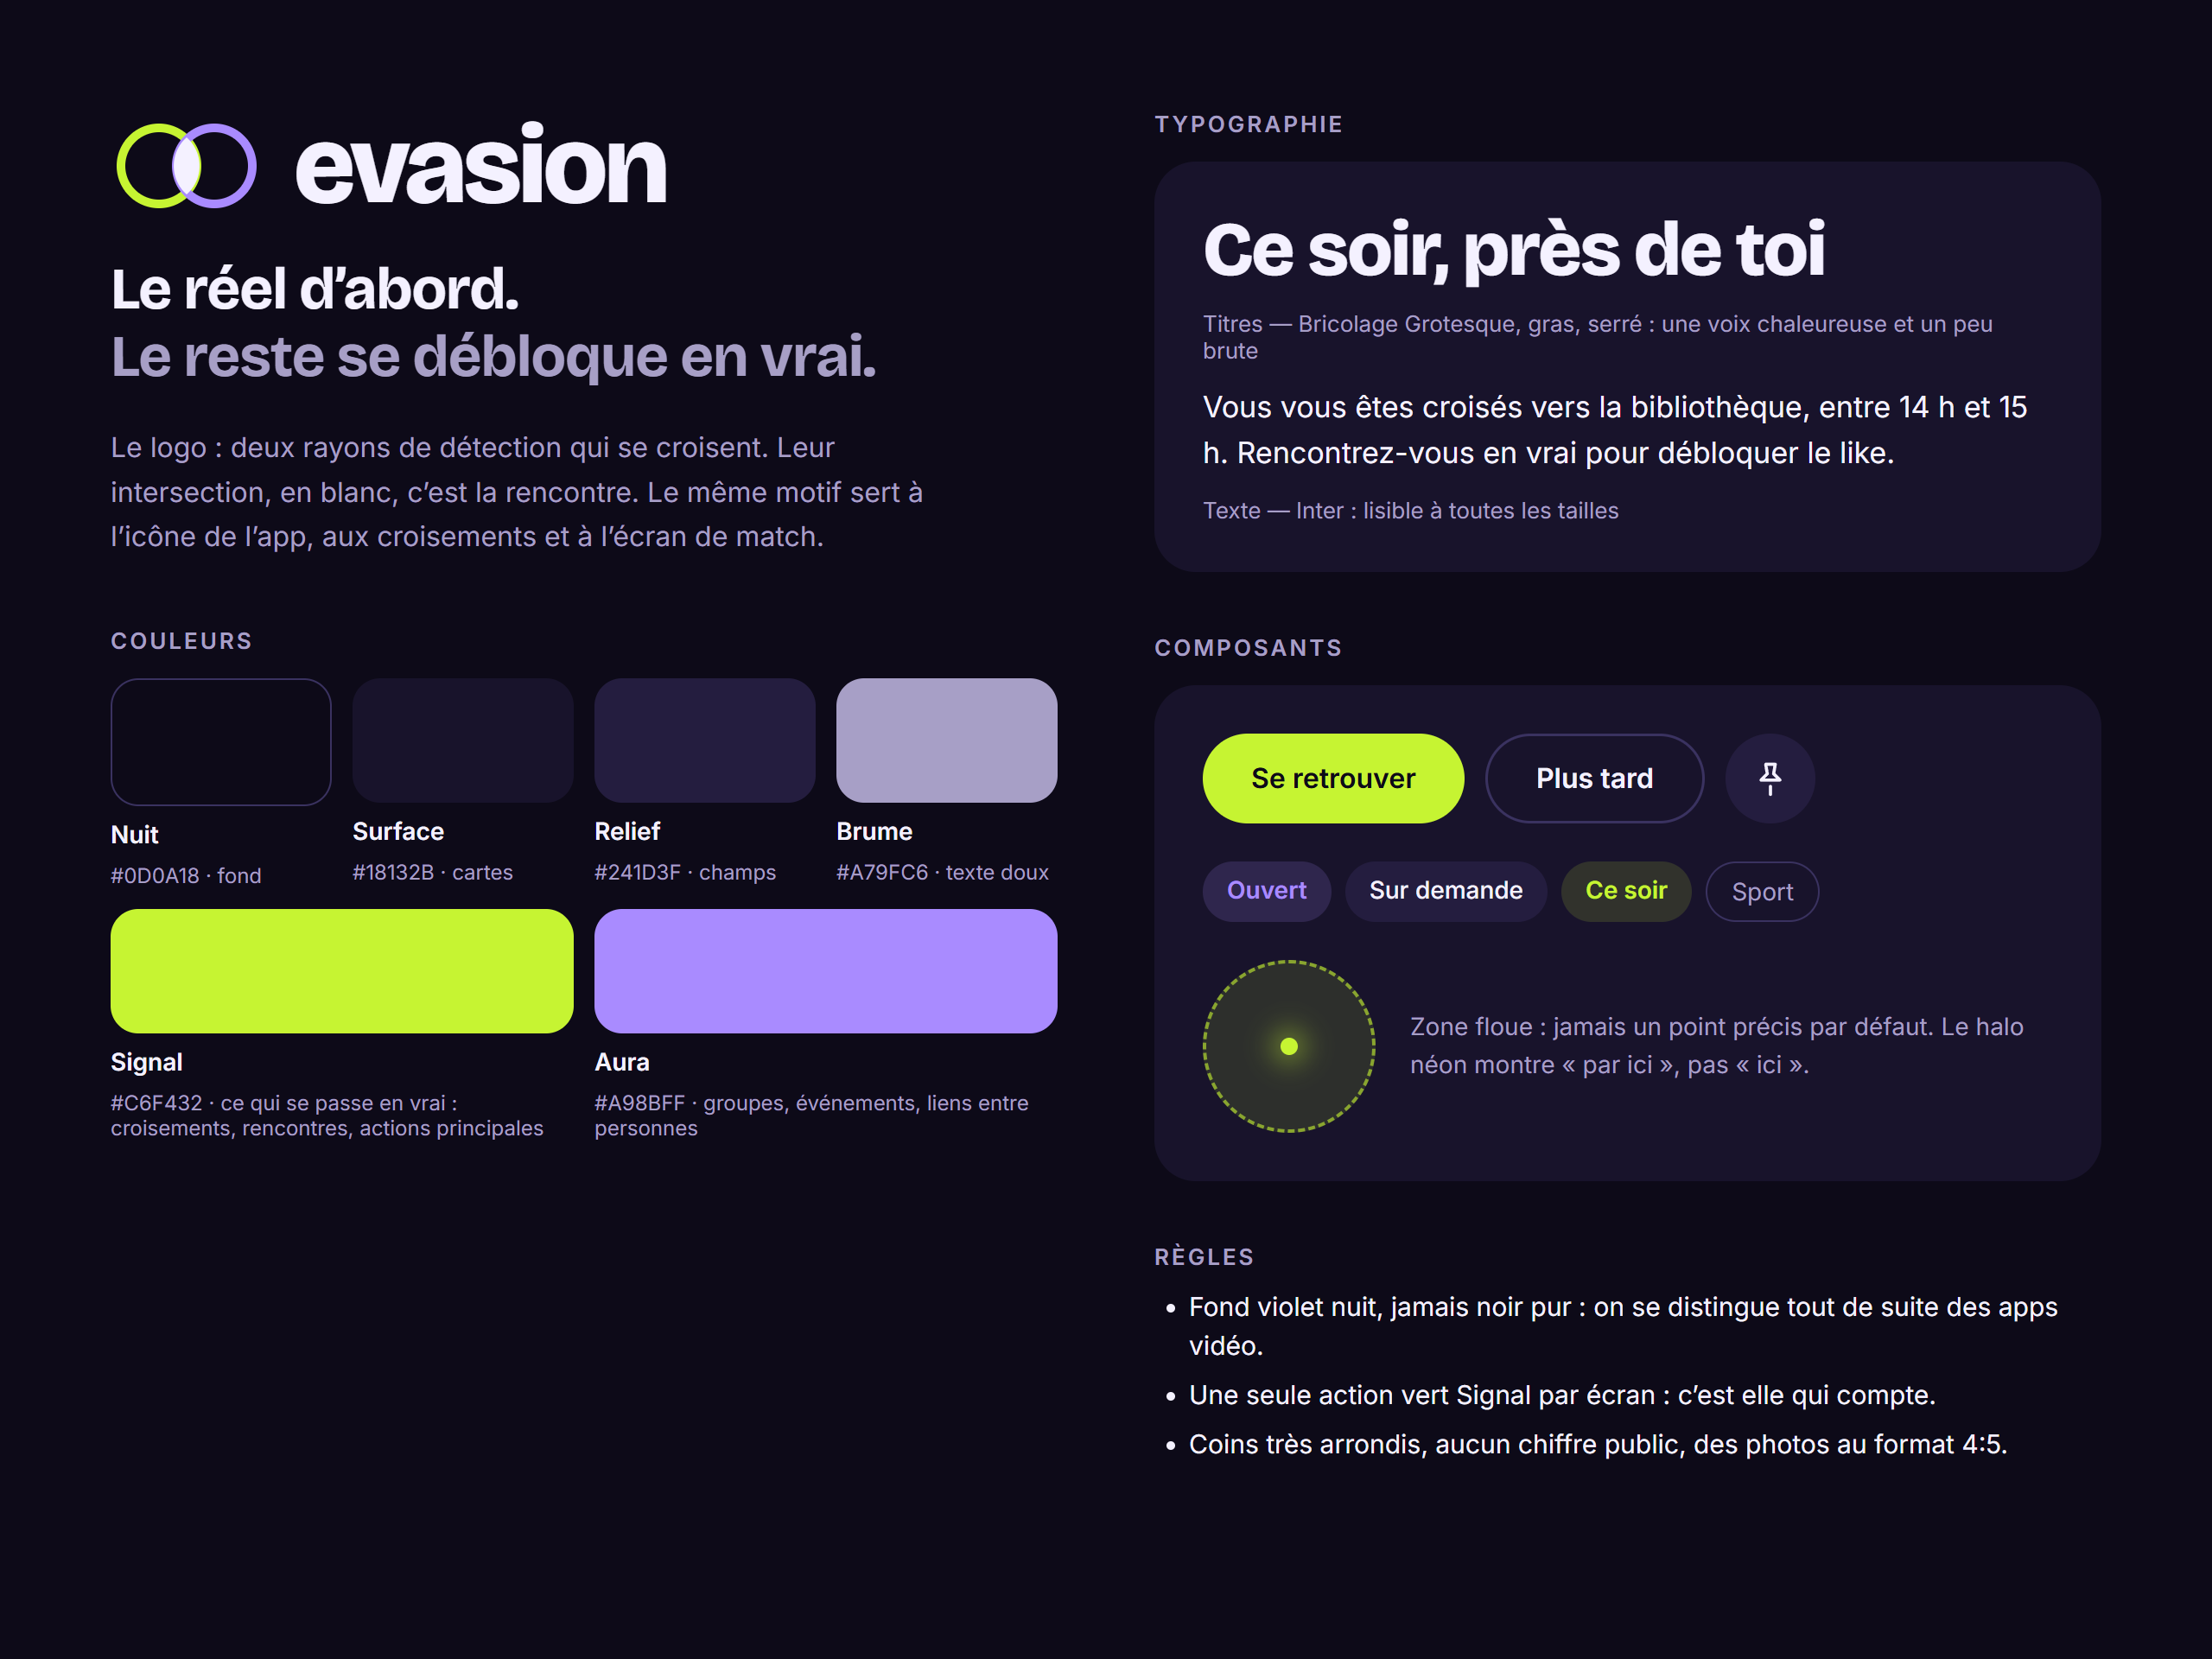 evasion
Le réel d’abord.
Le reste se débloque en vrai.
Le logo : deux rayons de détection qui se croisent. Leur
intersection, en blanc, c’est la rencontre. Le même motif sert à
l’icône de l’app, aux croisements et à l’écran de match.
COULEURS
Nuit
#0D0A18 · fond
Surface
#18132B · cartes
Relief
#241D3F · champs
Brume
#A79FC6 · texte doux
Signal
#C6F432 · ce qui se passe en vrai :
croisements, rencontres, actions principales
Aura
#A98BFF · groupes, événements, liens entre
personnes
TYPOGRAPHIE
Ce soir, près de toi
Titres — Bricolage Grotesque, gras, serré : une voix chaleureuse et un peu
brute
Vous vous êtes croisés vers la bibliothèque, entre 14 h et 15
h. Rencontrez-vous en vrai pour débloquer le like.
Texte — Inter : lisible à toutes les tailles
COMPOSANTS
Se retrouver
Plus tard
Ouvert
Sur demande
Ce soir
Sport
Zone floue : jamais un point précis par défaut. Le halo
néon montre « par ici », pas « ici ».
RÈGLES
• Fond violet nuit, jamais noir pur : on se distingue tout de suite des apps
vidéo.
• Une seule action vert Signal par écran : c’est elle qui compte.
• Coins très arrondis, aucun chiffre public, des photos au format 4:5.